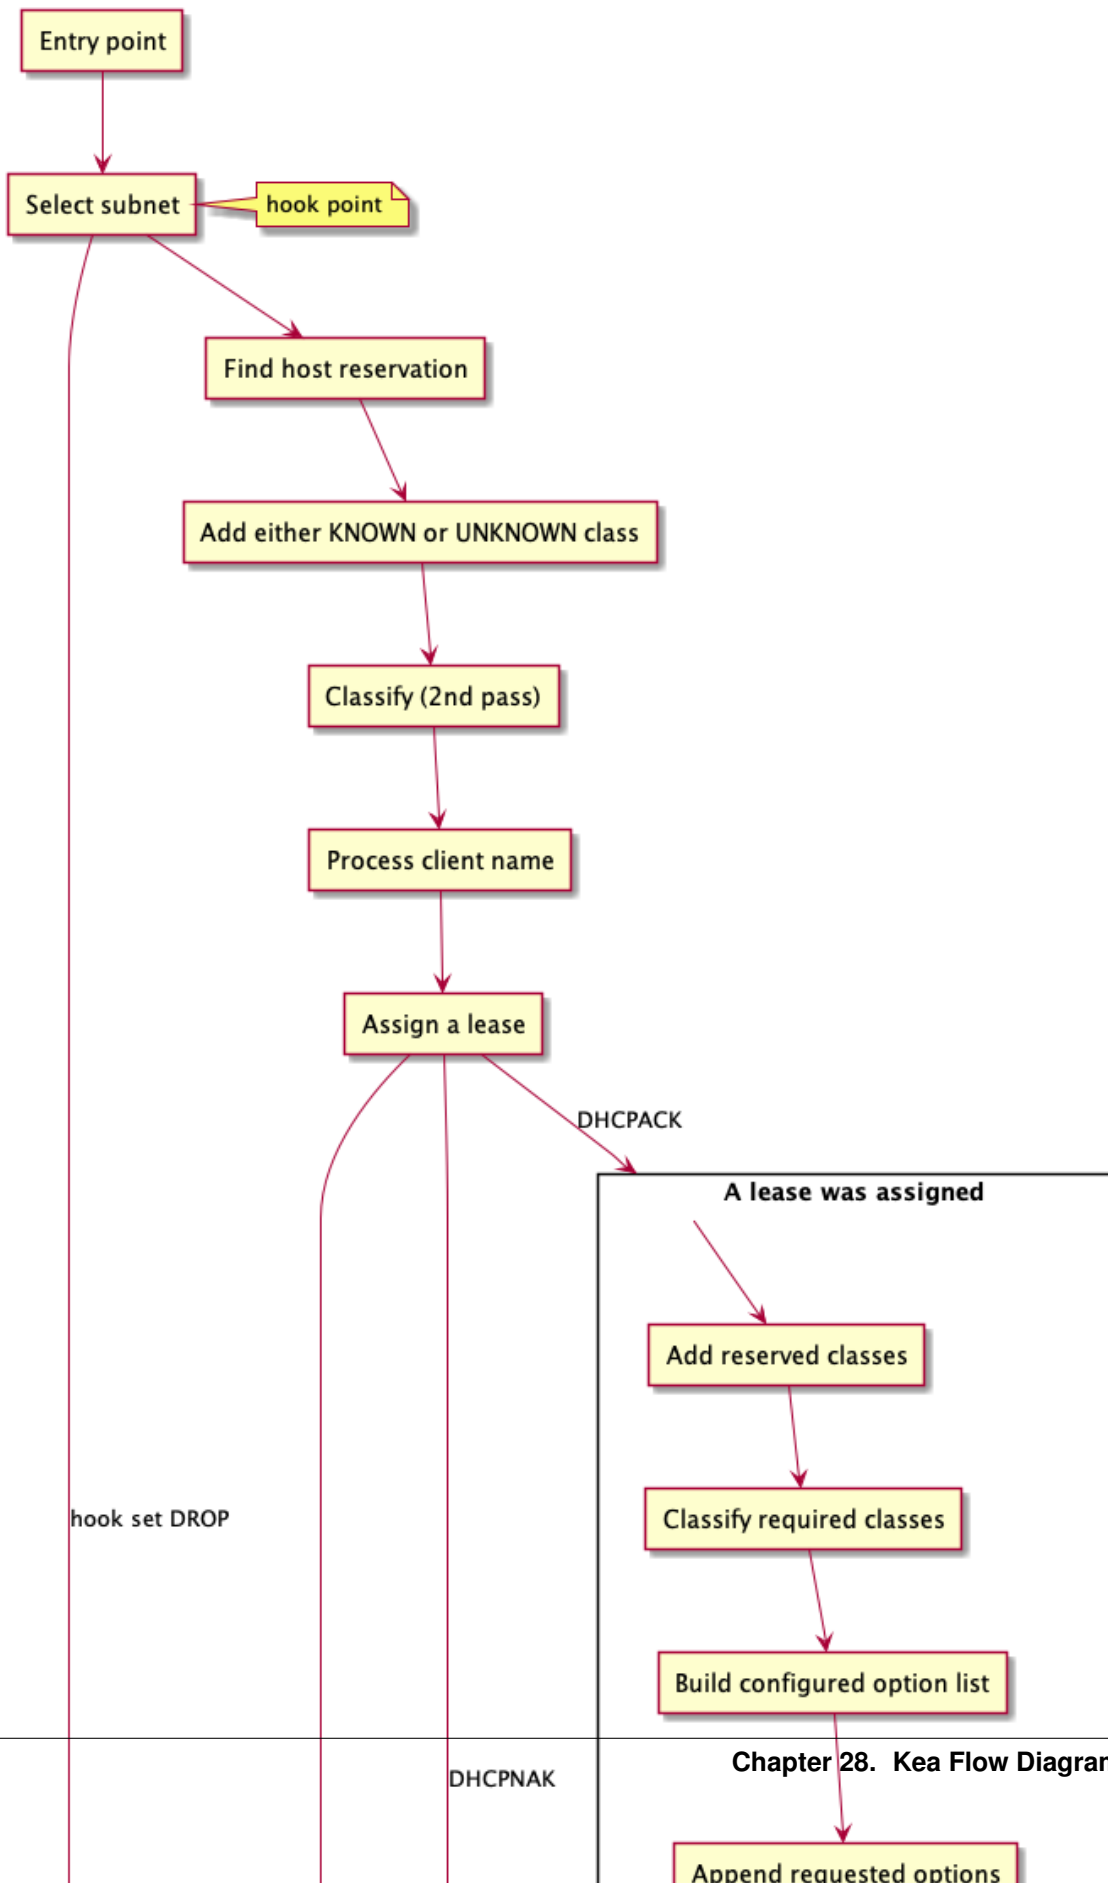 Entry point
Select subnet
hook point
Find host reservation
Add either KNOWN or UNKNOWN class
Classify (2nd pass)
Process client name
Assign a lease
DHCPACK
A lease was assigned
Add reserved classes
Classify required classes
hook set DROP
Build configured option list
Chapter 28. Kea Flow Diagram
DHCPNAK
Append requested options